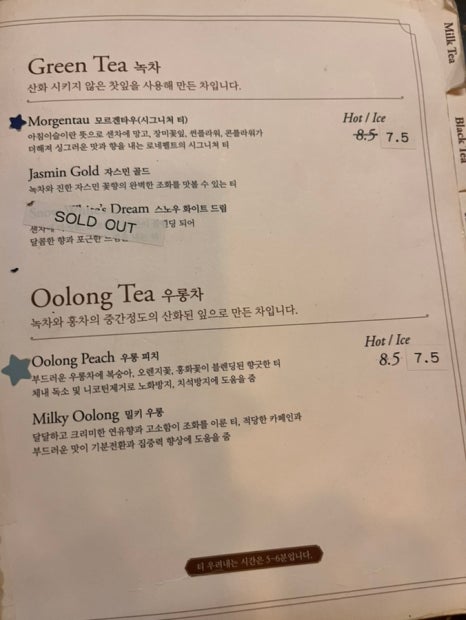 Milk Tea
Black Tea
Green Tea 녹차
산화 시키지 않은 찻잎을 사용해 만든 차입니다.
Morgentau 모르겐타우(시그니처 티)
Hot / Ice
8.5 7.5
아침이슬이란 뜻으로 센차에 망고, 장미꽃잎, 썬플라워, 콘플라워가
더해져 싱그러운 맛과 향을 내는 로네펠트의 시그니처 티
Jasmin Gold 자스민 골드
녹차와 진한 자스민 꽃향의 완벽한 조화를 맛볼 수 있는 티
Dream 스노우 화이트 드림
SOLD OUT
센차에 되어
달콤한 향과 포근한
Oolong Tea 우롱차
녹차와 홍차의 중간정도의 산화된 잎으로 만든 차입니다.
Hot / Ice
Oolong Peach 우롱 피치
8.5 7.5
부드러운 우롱차에 복숭아, 오렌지꽃, 홍화꽃이 블렌딩된 향긋한 티
체내 독소 및 니코틴제거로 노화방지, 치석방지에 도움을 줌
Milky Oolong 밀키 우롱
달달하고 크리미한 연유향과 고소함이 조화를 이룬 티, 적당한 카페인과
부드러운 맛이 기분전환과 집중력 향상에 도움을 줌
티 우려내는 시간은 5~6분입니다.